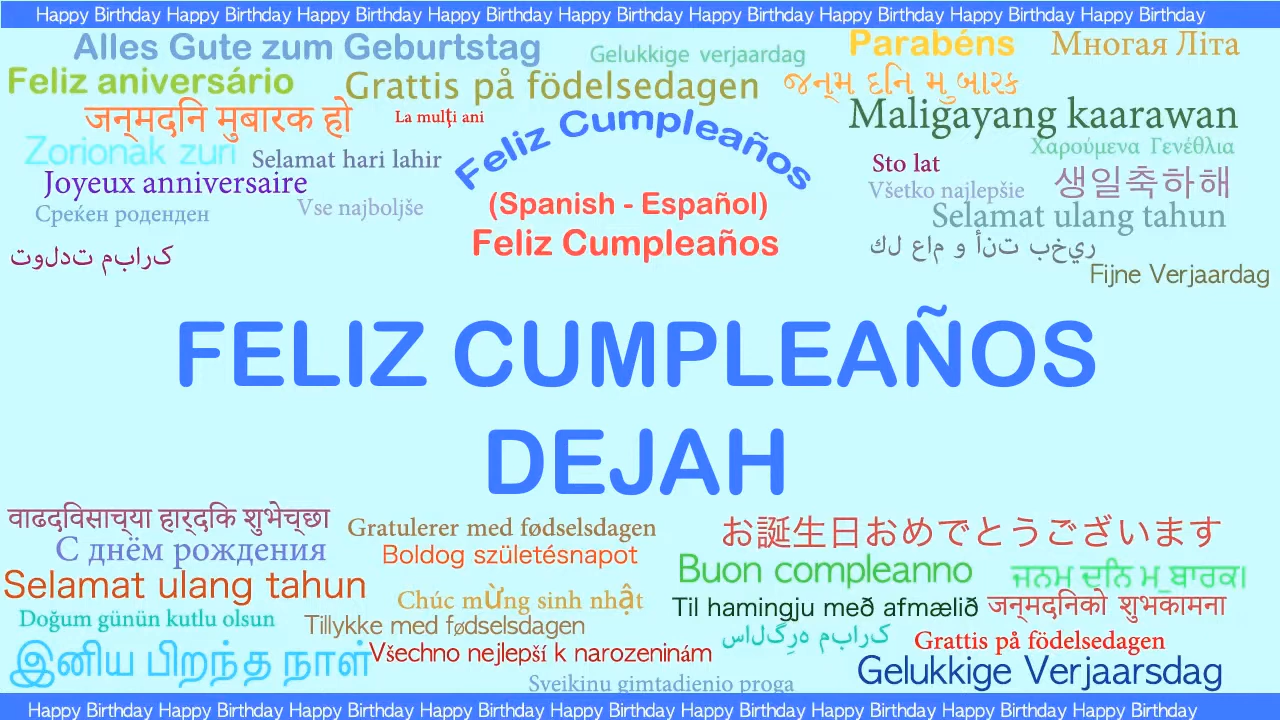 Happy Birthday Happy Birthday Happy Birthday Happy Birthday Happy Birthday Happy Birthday Happy Birthday Happy Birthday Happy Birthday
Alles Gute zum Geburtstag
Gelukkige verjaardag
Parabéns
Многая Літа
Feliz aniversário
Grattis på födelsedagen
જન્મ દનિ મુબારક
जन्मदनि मुबारक हो
La mulţi ani
Feliz Cumpleaños
Maligayang kaarawan
Zorionak zuri
Selamat hari lahir
Χαρούμενα Γενέθλια
Sto lat
Joyeux anniversaire
(Spanish - Español)
Všetko najlepšie
생일축하해
Среќен роденден
Vse najboljše
Selamat ulang tahun
Feliz Cumpleaños
تولدت مبارک
كل عام و أنت بخير
Fijne Verjaardag
FELIZ CUMPLEAÑOS
DEJAH
वाढदविसाच्या हार्दकि शुभेच्छा
Gratulerer med fødselsdagen
お誕生日おめでとうございます
С днём рождения
Boldog születésnapot
Buon compleanno
ਜਨਮ ਦਨਿ ਮੁਬਾਰਕ।
Selamat ulang tahun
Chúc mừng sinh nhật
Til hamingju með afmælið
जन्मदनिको शुभकामना
Doğum günün kutlu olsun
Tillykke med fødselsdagen
سالگرہ مبارک
Grattis på födelsedagen
இனிய பிறந்த நாள்
Všechno nejlepší k narozeninám
Gelukkige Verjaarsdag
Sveikinu gimtadienio proga
Happy Birthday Happy Birthday Happy Birthday Happy Birthday Happy Birthday Happy Birthday Happy Birthday Happy Birthday Happy Birthday